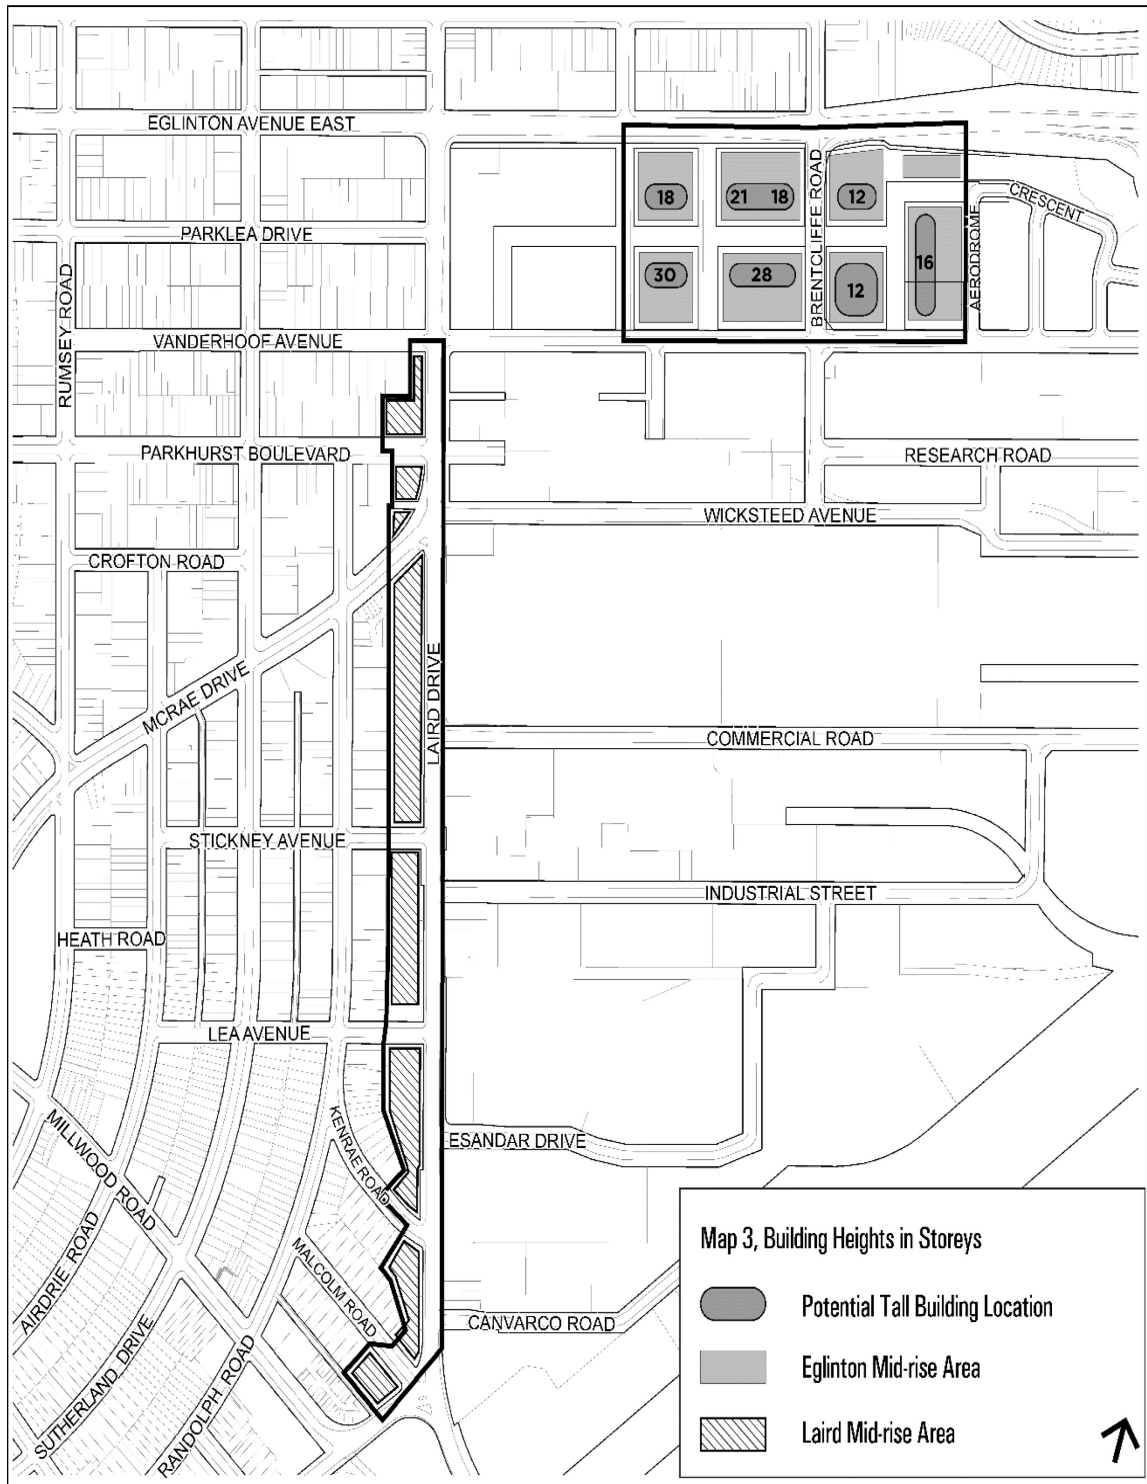 EGLINTON AVENUE EAST
BRENTCLIFFE ROAD
18
21 18
12
CRESCENT
PARKLEA DRIVE
RUMSEY ROAD
AERODROME
16
30
28
12
VANDERHOOF AVENUE
PARKHURST BOULEVARD
RESEARCH ROAD
WICKSTEED AVENUE
CROFTON ROAD
MCRAE DRIVE
LAIRD DRIVE
COMMERCIAL ROAD
STICKNEY AVENUE
INDUSTRIAL STREET
HEATH ROAD
LEA AVENUE
KENRAE ROAD
ESANDAR DRIVE
MILLWOOD ROAD
AIRDRIE ROAD
MALCOLM ROAD
CANVARCO ROAD
SUTHERLAND DRIVE
RANDOLPH ROAD
Map 3, Building Heights in Storeys
Potential Tall Building Location
Eglinton Mid-rise Area
Laird Mid-rise Area